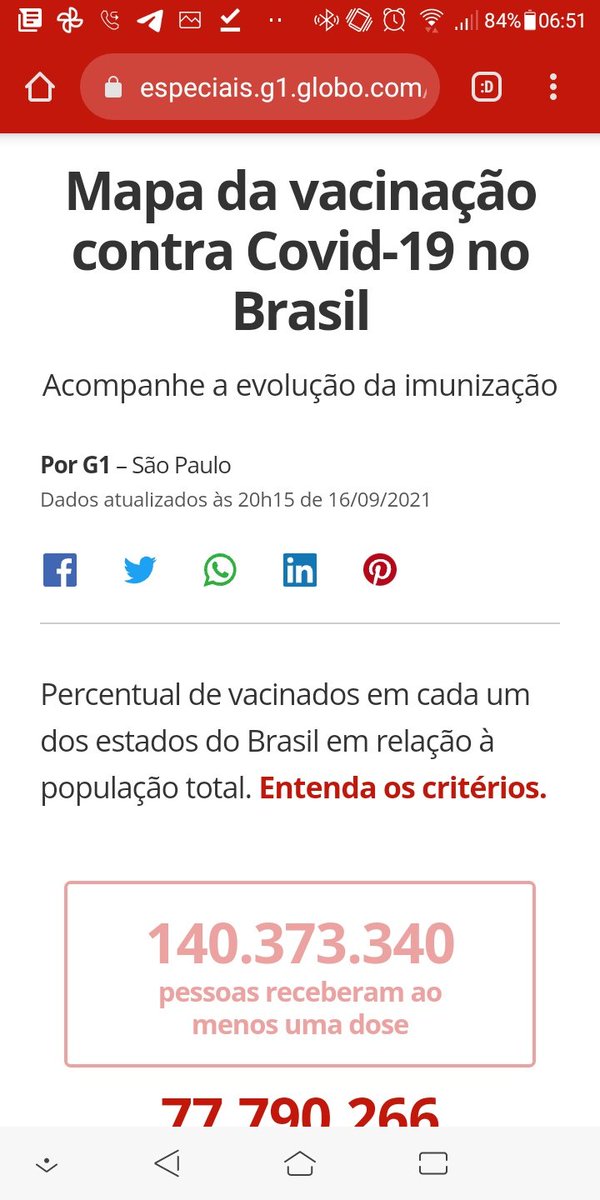 84% 06:51
especiais.g1.globo.com/
:D
Mapa da vacinação
contra Covid-19 no
Brasil
Acompanhe a evolução da imunização
Por G1 – São Paulo
Dados atualizados às 20h15 de 16/09/2021
Percentual de vacinados em cada um
dos estados do Brasil em relação à
população total. Entenda os critérios.
140.373.340
pessoas receberam ao
menos uma dose
77.790.266